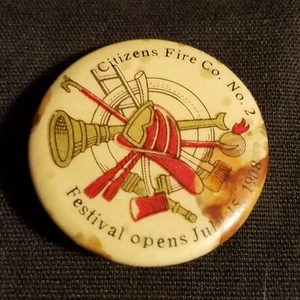 Citizens Fire Co. No. 2
Festival opens July 15, 1908